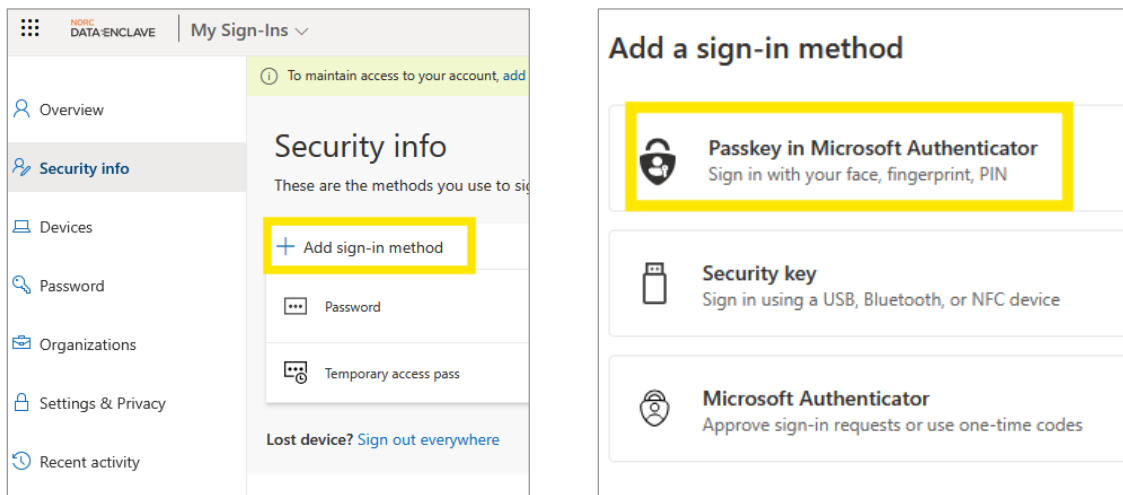 NORC
DATA ENCLAVE
My Sign-Ins
Overview
Security info
Devices
Password
Organizations
Settings & Privacy
Recent activity
To maintain access to your account, add
Security info
These are the methods you use to si
Add sign-in method
Password
Temporary access pass
Lost device? Sign out everywhere
Add a sign-in method
Passkey in Microsoft Authenticator
Sign in with your face, fingerprint, PIN
Security key
Sign in using a USB, Bluetooth, or NFC device
Microsoft Authenticator
Approve sign-in requests or use one-time codes